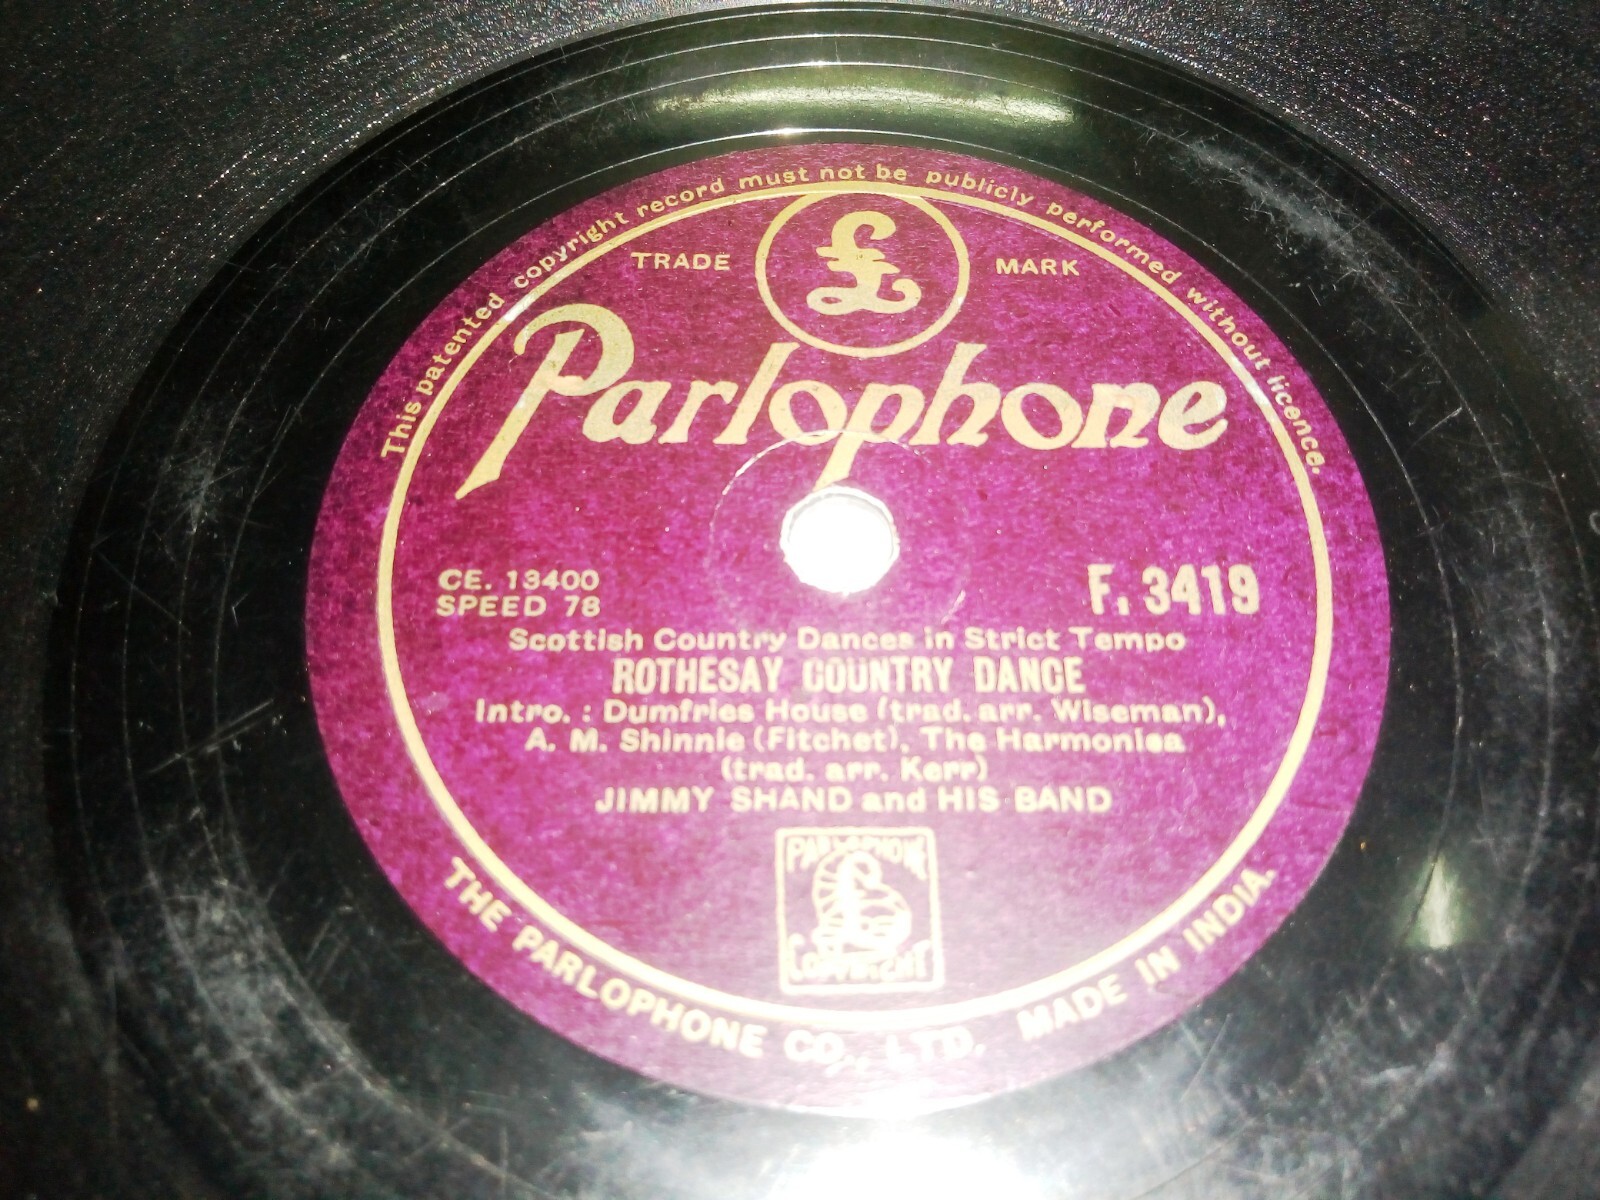 This patented copyright record must not be publicly performed without licence.
TRADE £ MARK
Parlophone
CE. 13400
SPEED 78
F. 3419
Scottish Country Dances in Strict Tempo
ROTHESAY COUNTRY DANCE
Intro. : Dumfries House (trad. arr. Wiseman),
A. M. Shinnie (Fitchet), The Harmonica
(trad. arr. Kerr)
JIMMY SHAND and HIS BAND
PARLOPHONE
£
COPYRIGHT
THE PARLOPHONE CO., LTD. MADE IN INDIA.